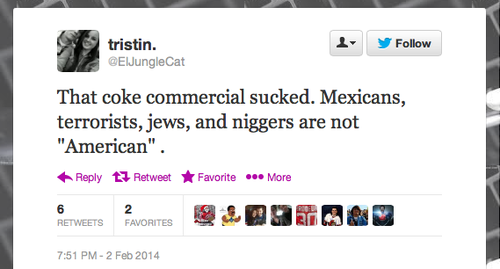 tristin.
@ElJungleCat
Follow
That coke commercial sucked. Mexicans,
terrorists, jews, and niggers are not
"American" .
Reply Retweet Favorite More
6 2
RETWEETS FAVORITES
7:51 PM - 2 Feb 2014